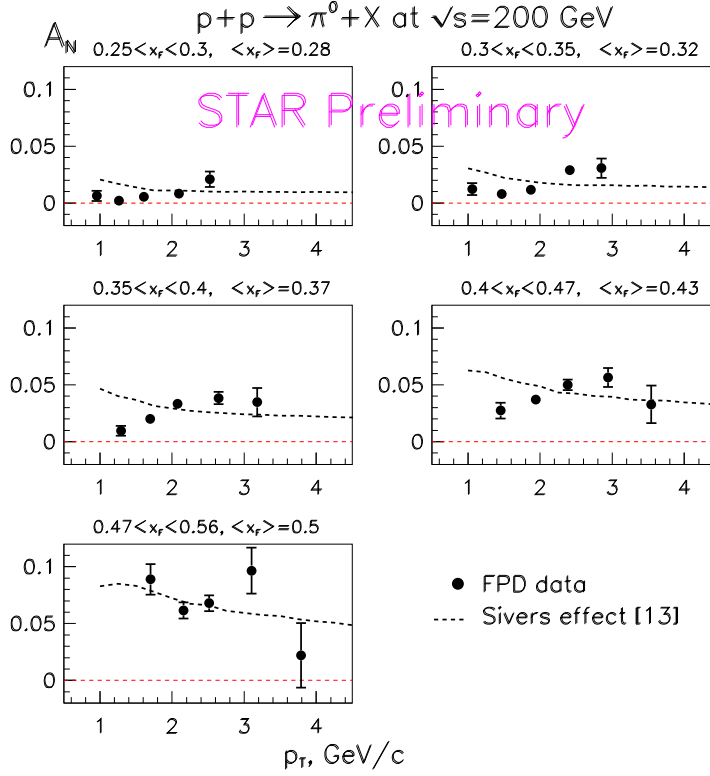 p+p → π⁰+X at √s=200 GeV
A_N
0.25<x_F<0.3, <x_F>=0.28
0.3<x_F<0.35, <x_F>=0.32
STAR Preliminary
0.1
0.05
0
1 2 3 4
0.1
0.05
0
1 2 3 4
0.35<x_F<0.4, <x_F>=0.37
0.4<x_F<0.47, <x_F>=0.43
0.1
0.05
0
1 2 3 4
0.1
0.05
0
1 2 3 4
0.47<x_F<0.56, <x_F>=0.5
0.1
0.05
0
1 2 3 4
p_T, GeV/c
FPD data
Sivers effect [13]